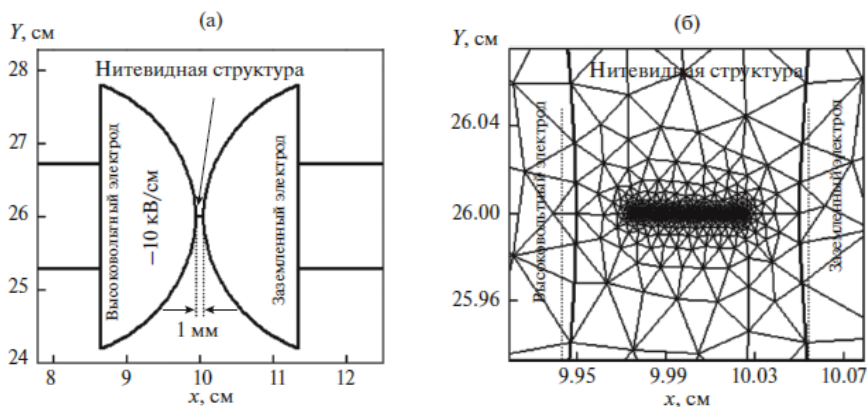 (а)
Y, см
28
27
26
25
24
Нитевидная структура
Высоковольтный электрод
−10 кВ/см
Заземленный электрод
1 мм
8
9
10
11
12
x, см
(б)
Y, см
26.04
26.00
25.96
Нитевидная структура
Высоковольтный электрод
Заземленный электрод
9.95
9.99
10.03
10.07
x, см